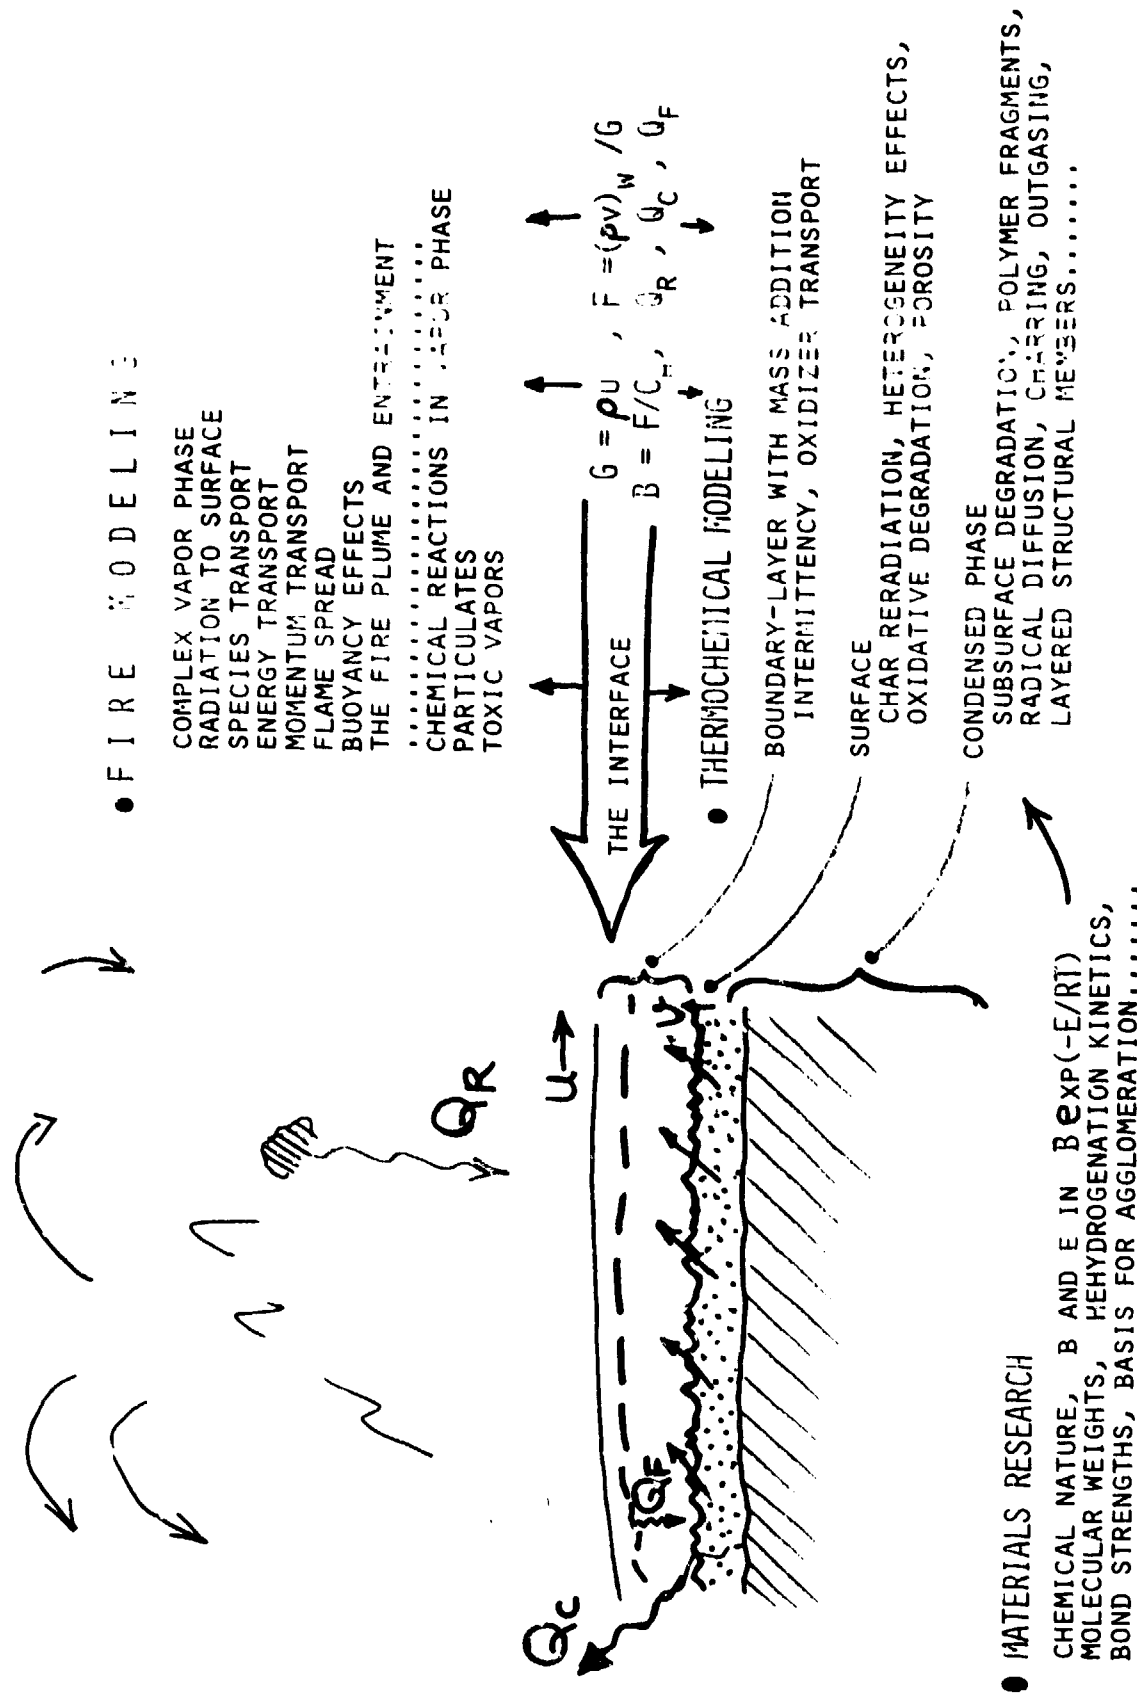 ● FIRE MODELING
COMPLEX VAPOR PHASE
RADIATION TO SURFACE
SPECIES TRANSPORT
ENERGY TRANSPORT
MOMENTUM TRANSPORT
FLAME SPREAD
BUOYANCY EFFECTS
THE FIRE PLUME AND ENTRAINMENT
......................
CHEMICAL REACTIONS IN VAPOR PHASE
PARTICULATES
TOXIC VAPORS
THE INTERFACE
G = ρU , F =(ρV)W /G
B = F/CH, QR , QC , QF
● THERMOCHEMICAL MODELING
BOUNDARY-LAYER WITH MASS ADDITION
INTERMITTENCY, OXIDIZER TRANSPORT
SURFACE
CHAR RERADIATION, HETEROGENEITY EFFECTS,
OXIDATIVE DEGRADATION, POROSITY
CONDENSED PHASE
SUBSURFACE DEGRADATION, POLYMER FRAGMENTS,
RADICAL DIFFUSION, CHARRING, OUTGASING,
LAYERED STRUCTURAL MEMBERS.......
QR
U
V
QF
QC
● MATERIALS RESEARCH
CHEMICAL NATURE, B AND E IN B exp(-E/RT)
MOLECULAR WEIGHTS, HEHYDROGENATION KINETICS,
BOND STRENGTHS, BASIS FOR AGGLOMERATION.......